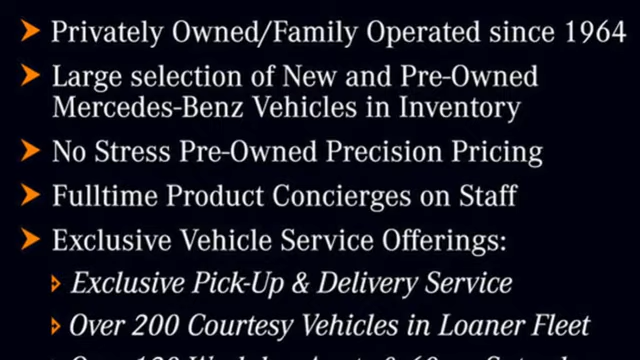 Privately Owned/Family Operated since 1964
Large selection of New and Pre-Owned
Mercedes-Benz Vehicles in Inventory
No Stress Pre-Owned Precision Pricing
Fulltime Product Concierges on Staff
Exclusive Vehicle Service Offerings:
Exclusive Pick-Up & Delivery Service
Over 200 Courtesy Vehicles in Loaner Fleet